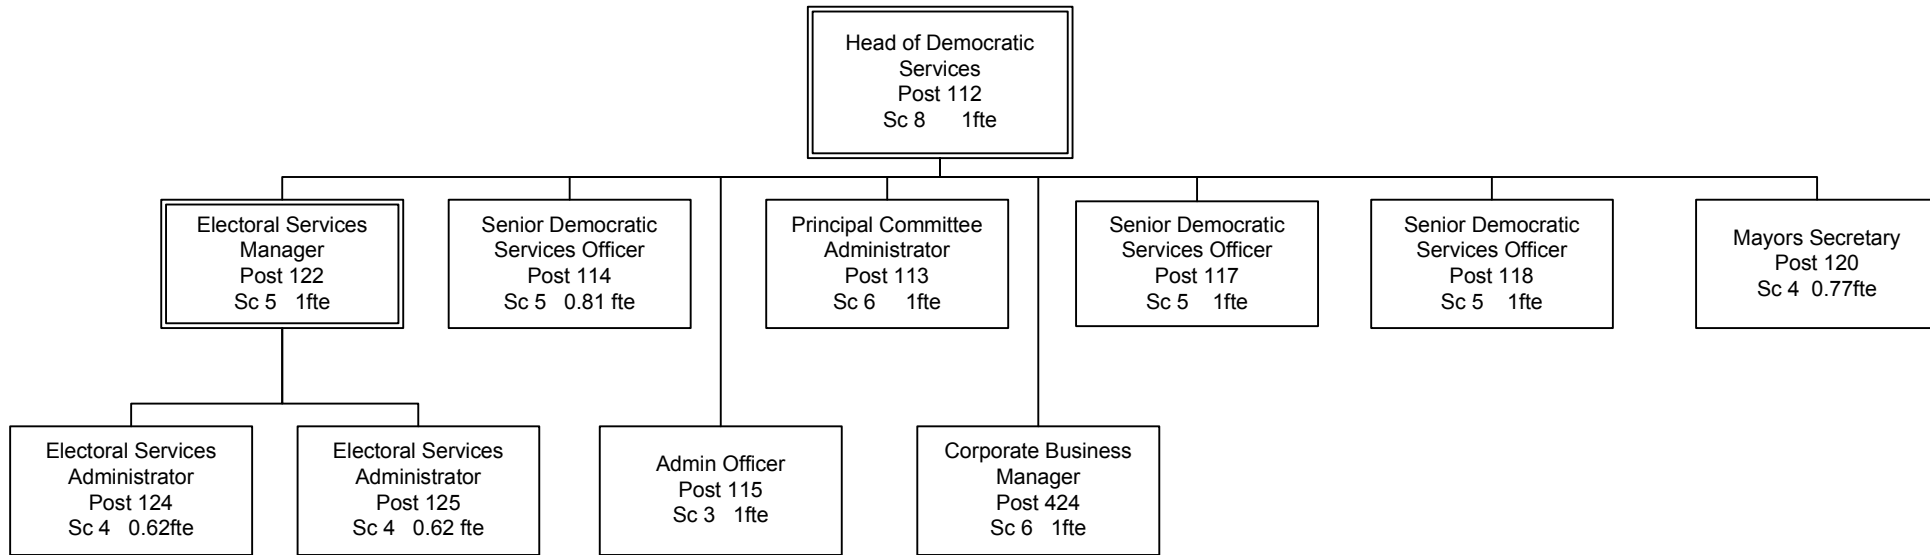 Head of Democratic
Services
Post 112
Sc 8 1fte
Electoral Services
Manager
Post 122
Sc 5 1fte
Senior Democratic
Services Officer
Post 114
Sc 5 0.81 fte
Principal Committee
Administrator
Post 113
Sc 6 1fte
Senior Democratic
Services Officer
Post 117
Sc 5 1fte
Senior Democratic
Services Officer
Post 118
Sc 5 1fte
Mayors Secretary
Post 120
Sc 4 0.77fte
Electoral Services
Administrator
Post 124
Sc 4 0.62fte
Electoral Services
Administrator
Post 125
Sc 4 0.62 fte
Admin Officer
Post 115
Sc 3 1fte
Corporate Business
Manager
Post 424
Sc 6 1fte